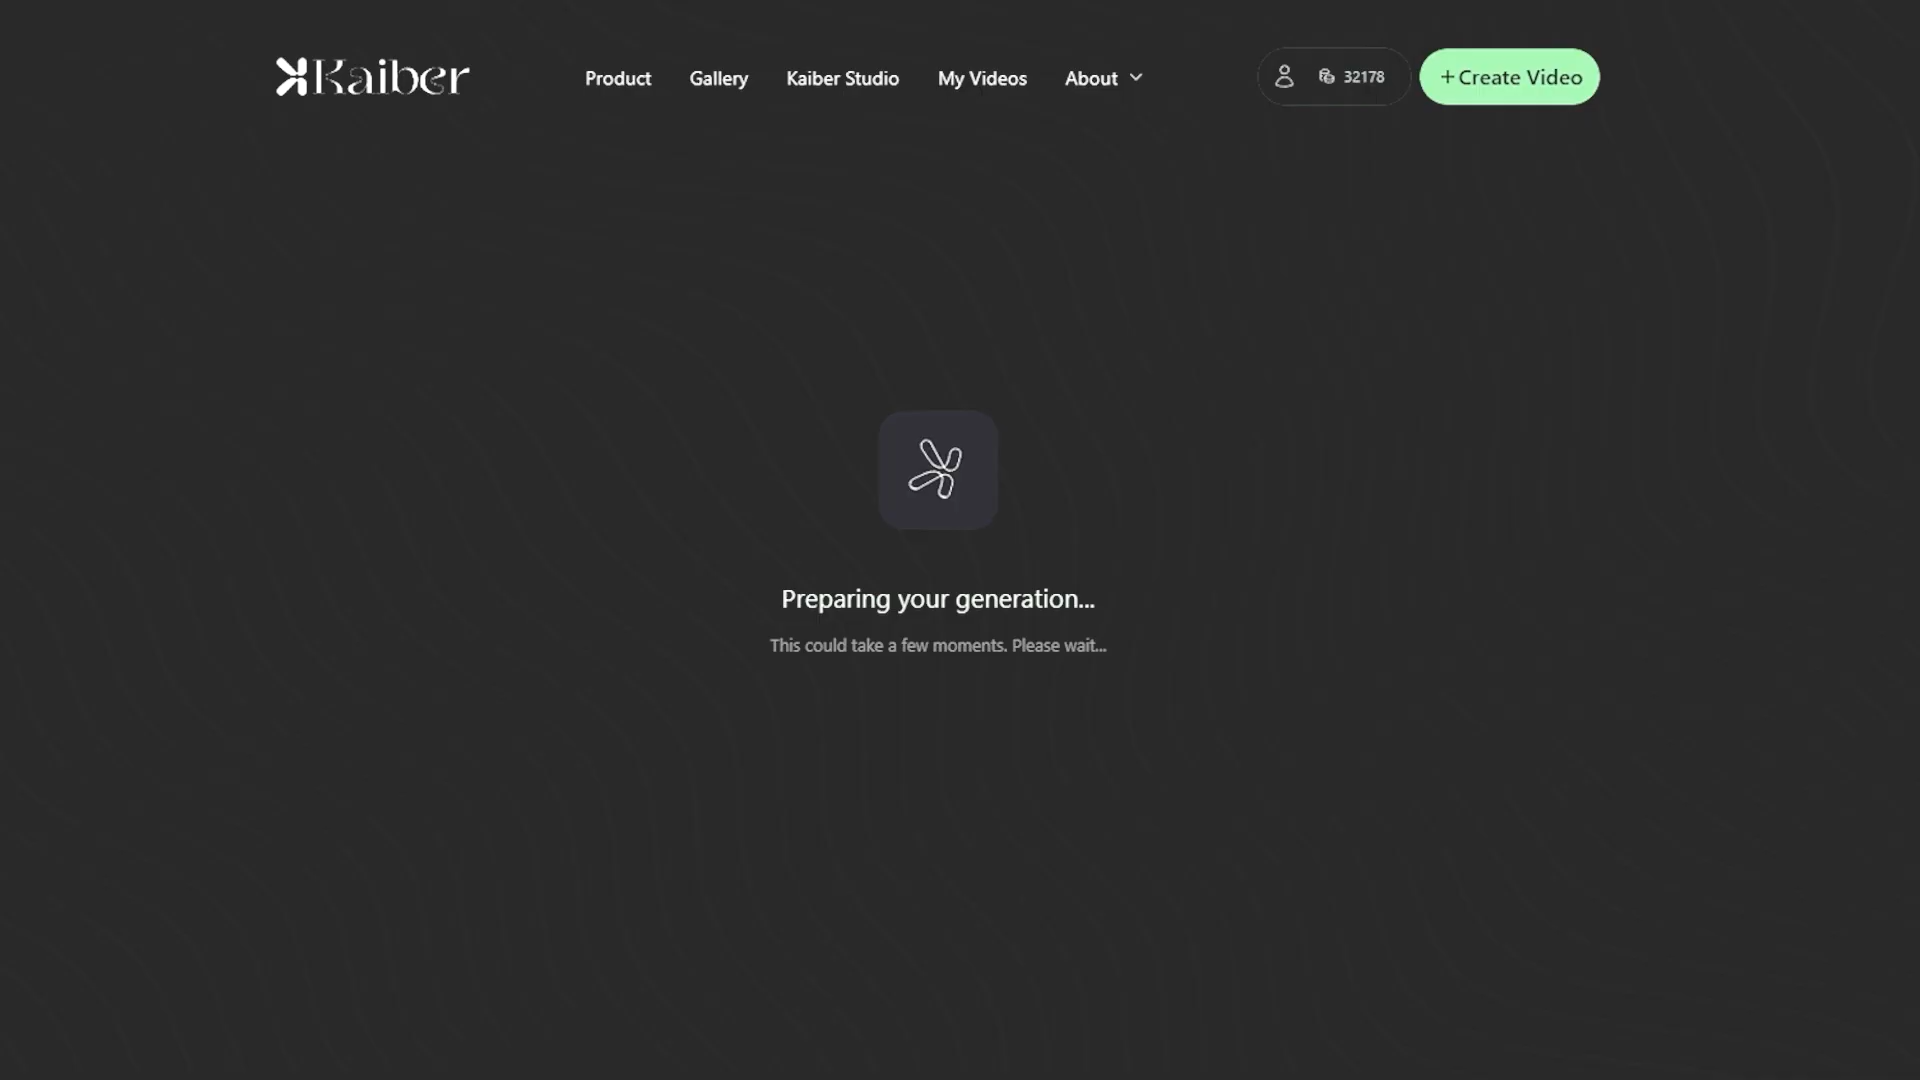 Kaiber
Product
Gallery
Kaiber Studio
My Videos
About
32178
+Create Video
Preparing your generation...
This could take a few moments. Please wait...